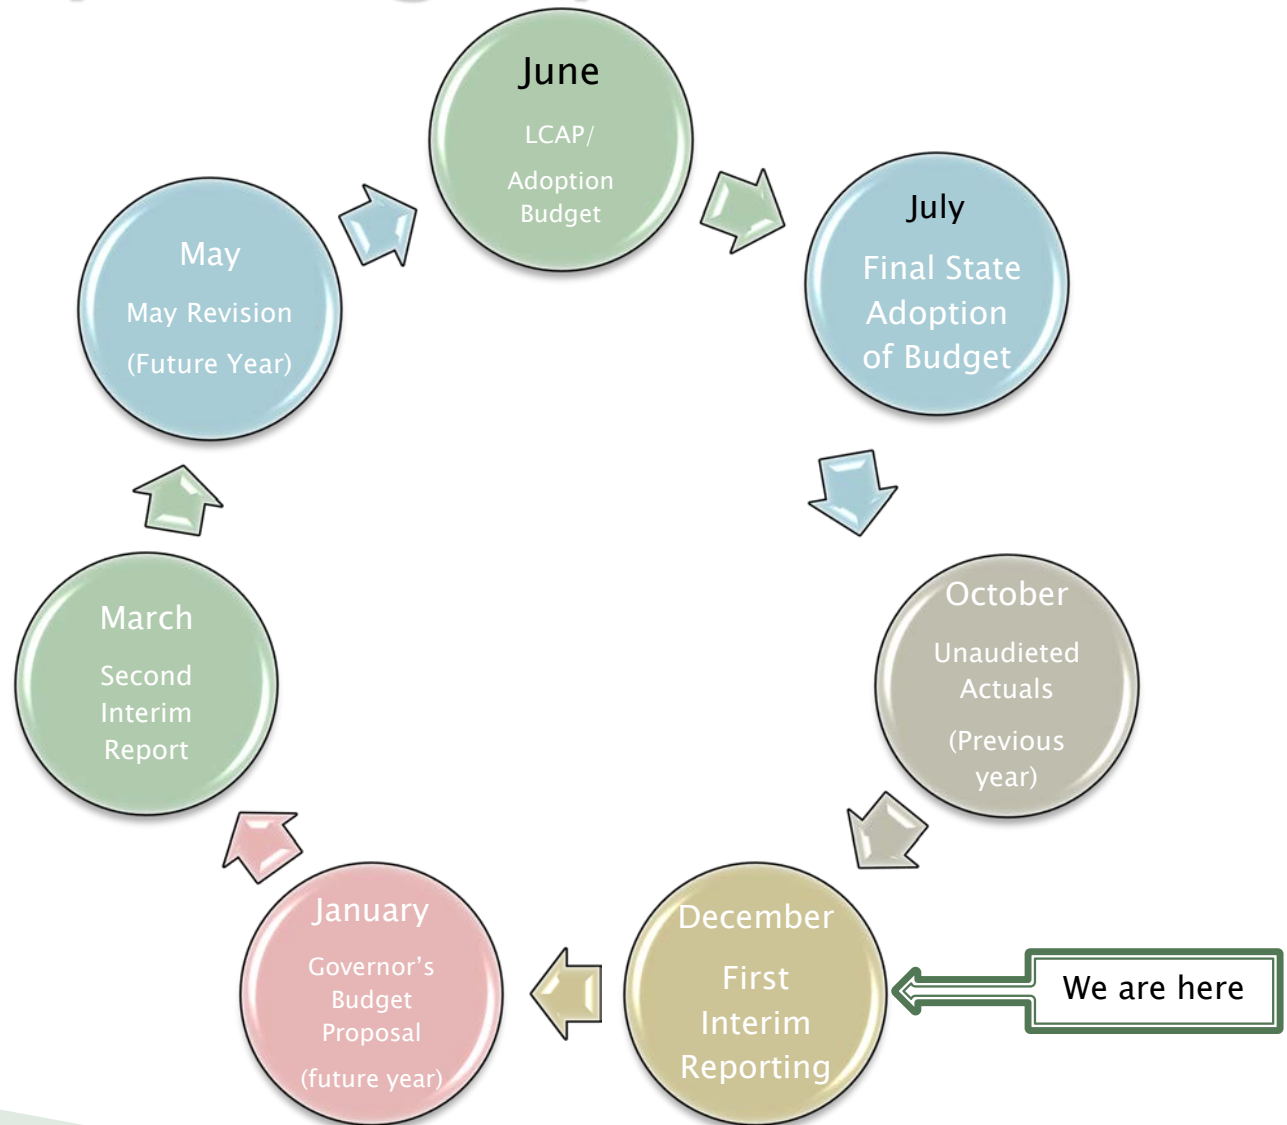 June
LCAP/
Adoption
Budget
July
Final State
Adoption
of Budget
October
Unaudieted
Actuals
(Previous
year)
December
First
Interim
Reporting
We are here
January
Governor’s
Budget
Proposal
(future year)
March
Second
Interim
Report
May
May Revision
(Future Year)